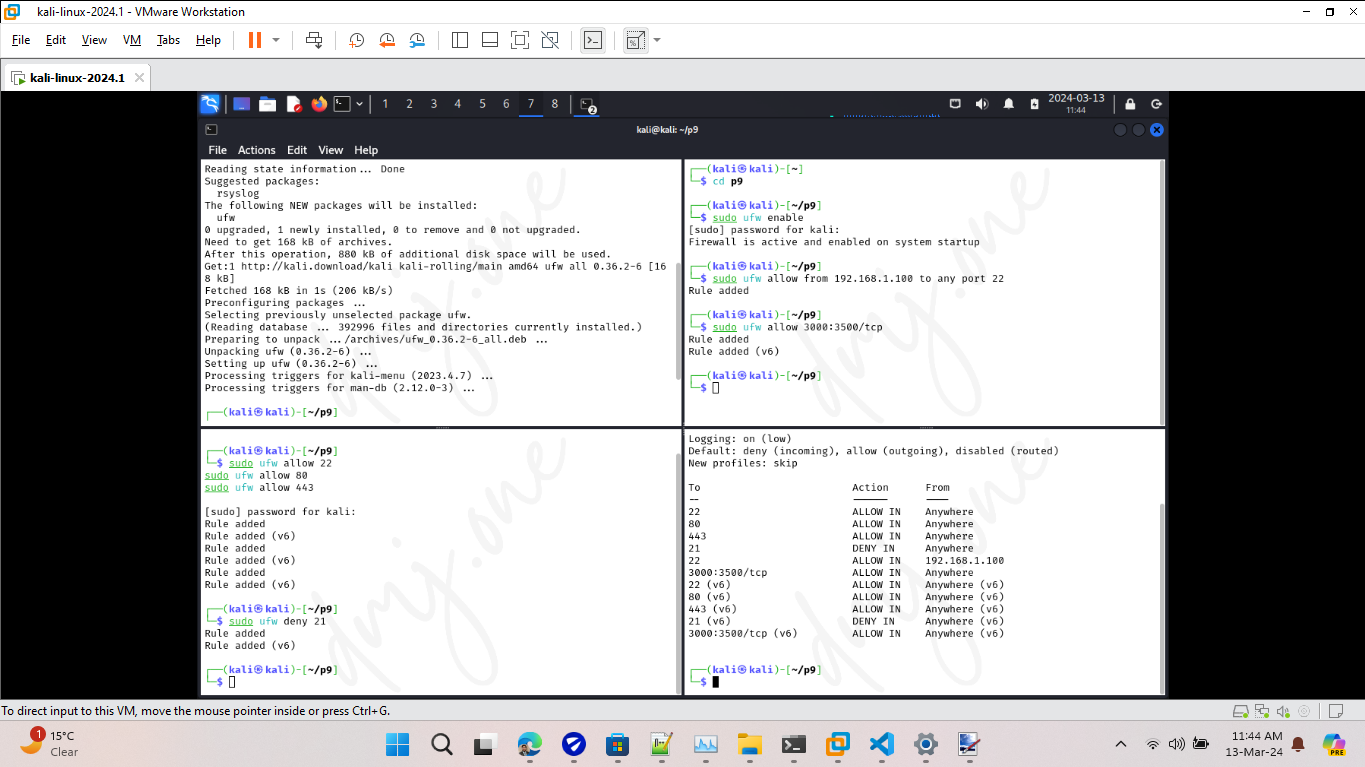 kali-linux-2024.1 - VMware Workstation
File Edit View VM Tabs Help
kali-linux-2024.1
1 2 3 4 5 6 7 8 2 2024-03-13
11:44
kali@kali: ~/p9
File Actions Edit View Help
Reading state information... Done
Suggested packages:
rsyslog
The following NEW packages will be installed:
ufw
0 upgraded, 1 newly installed, 0 to remove and 0 not upgraded.
Need to get 168 kB of archives.
After this operation, 880 kB of additional disk space will be used.
Get:1 http://kali.download/kali kali-rolling/main amd64 ufw all 0.36.2-6 [16
8 kB]
Fetched 168 kB in 1s (206 kB/s)
Preconfiguring packages ...
Selecting previously unselected package ufw.
(Reading database ... 392996 files and directories currently installed.)
Preparing to unpack .../archives/ufw_0.36.2-6_all.deb ...
Unpacking ufw (0.36.2-6) ...
Setting up ufw (0.36.2-6) ...
Processing triggers for kali-menu (2023.4.7) ...
Processing triggers for man-db (2.12.0-3) ...
┌──(kali㉿kali)-[~/p9]
┌──(kali㉿kali)-[~]
└─$ cd p9
┌──(kali㉿kali)-[~/p9]
└─$ sudo ufw enable
[sudo] password for kali:
Firewall is active and enabled on system startup
┌──(kali㉿kali)-[~/p9]
└─$ sudo ufw allow from 192.168.1.100 to any port 22
Rule added
┌──(kali㉿kali)-[~/p9]
└─$ sudo ufw allow 3000:3500/tcp
Rule added
Rule added (v6)
┌──(kali㉿kali)-[~/p9]
└─$
┌──(kali㉿kali)-[~/p9]
└─$ sudo ufw allow 22
sudo ufw allow 80
sudo ufw allow 443
[sudo] password for kali:
Rule added
Rule added (v6)
Rule added
Rule added (v6)
Rule added
Rule added (v6)
┌──(kali㉿kali)-[~/p9]
└─$ sudo ufw deny 21
Rule added
Rule added (v6)
┌──(kali㉿kali)-[~/p9]
└─$
Logging: on (low)
Default: deny (incoming), allow (outgoing), disabled (routed)
New profiles: skip
To Action From
-- ------ ----
22 ALLOW IN Anywhere
80 ALLOW IN Anywhere
443 ALLOW IN Anywhere
21 DENY IN Anywhere
22 ALLOW IN 192.168.1.100
3000:3500/tcp ALLOW IN Anywhere
22 (v6) ALLOW IN Anywhere (v6)
80 (v6) ALLOW IN Anywhere (v6)
443 (v6) ALLOW IN Anywhere (v6)
21 (v6) DENY IN Anywhere (v6)
3000:3500/tcp (v6) ALLOW IN Anywhere (v6)
┌──(kali㉿kali)-[~/p9]
└─$
dmj.one
dmj.one
dmj.one
dmj.one
To direct input to this VM, move the mouse pointer inside or press Ctrl+G.
1 15°C
Clear
11:44 AM
13-Mar-24
PRE